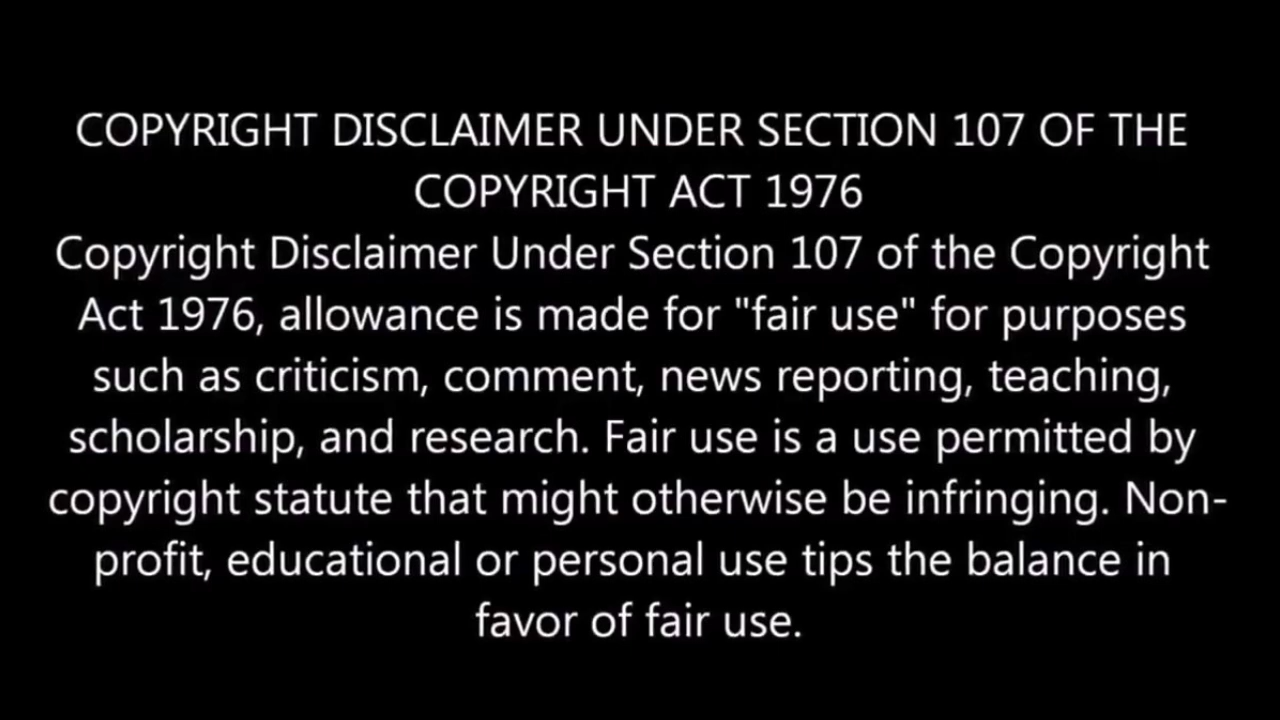 COPYRIGHT DISCLAIMER UNDER SECTION 107 OF THE
COPYRIGHT ACT 1976
Copyright Disclaimer Under Section 107 of the Copyright
Act 1976, allowance is made for "fair use" for purposes
such as criticism, comment, news reporting, teaching,
scholarship, and research. Fair use is a use permitted by
copyright statute that might otherwise be infringing. Non-
profit, educational or personal use tips the balance in
favor of fair use.